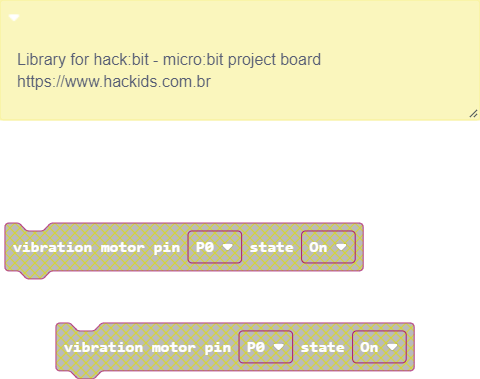 Library for hack:bit - micro:bit project board
https://www.hackids.com.br
vibration motor pin P0 state On
vibration motor pin P0 state On